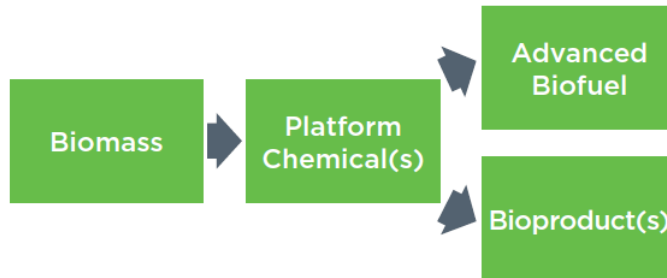 Biomass
Platform
Chemical(s)
Advanced
Biofuel
Bioproduct(s)